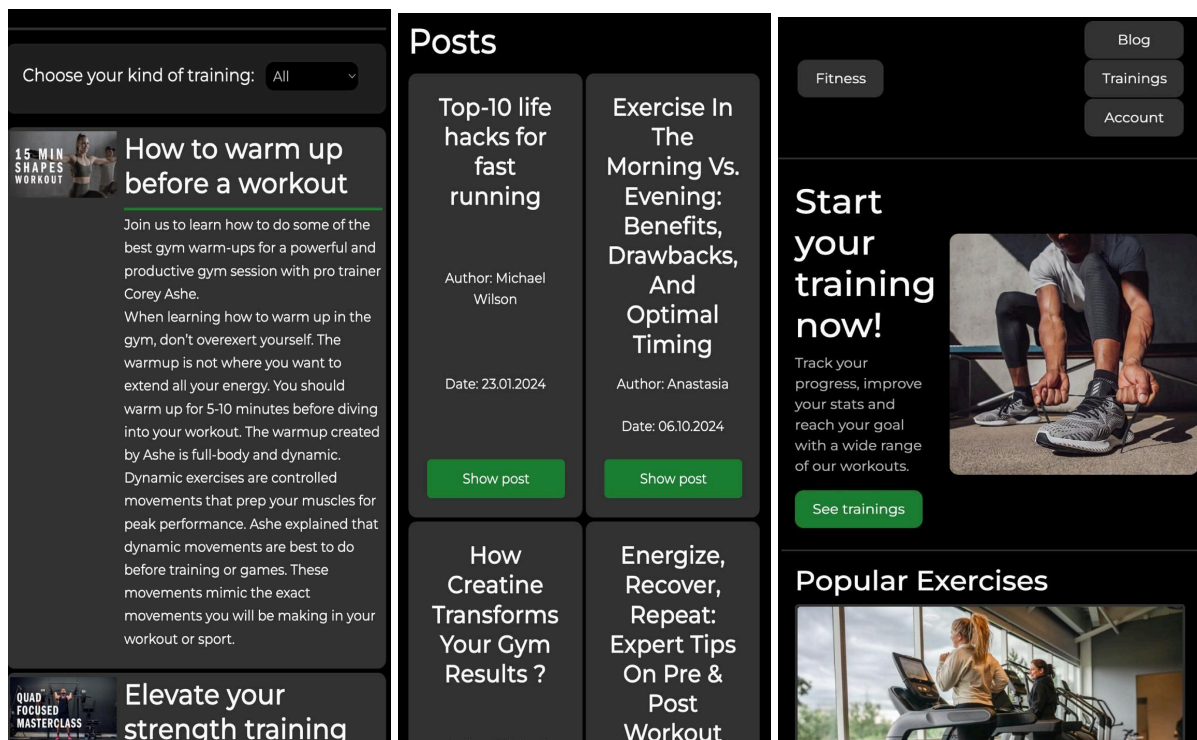 Choose your kind of training:
All
15 MIN
SHAPES
WORKOUT
How to warm up
before a workout
Join us to learn how to do some of the
best gym warm-ups for a powerful and
productive gym session with pro trainer
Corey Ashe.
When learning how to warm up in the
gym, don’t overexert yourself. The
warmup is not where you want to
extend all your energy. You should
warm up for 5-10 minutes before diving
into your workout. The warmup created
by Ashe is full-body and dynamic.
Dynamic exercises are controlled
movements that prep your muscles for
peak performance. Ashe explained that
dynamic movements are best to do
before training or games. These
movements mimic the exact
movements you will be making in your
workout or sport.
QUAD
FOCUSED
MASTERCLASS
Elevate your
strength training
Posts
Top-10 life
hacks for
fast
running
Author: Michael
Wilson
Date: 23.01.2024
Show post
Exercise In
The
Morning Vs.
Evening:
Benefits,
Drawbacks,
And
Optimal
Timing
Author: Anastasia
Date: 06.10.2024
Show post
How
Creatine
Transforms
Your Gym
Results ?
Energize,
Recover,
Repeat:
Expert Tips
On Pre &
Post
Workout
Fitness
Blog
Trainings
Account
Start
your
training
now!
Track your
progress, improve
your stats and
reach your goal
with a wide range
of our workouts.
See trainings
Popular Exercises